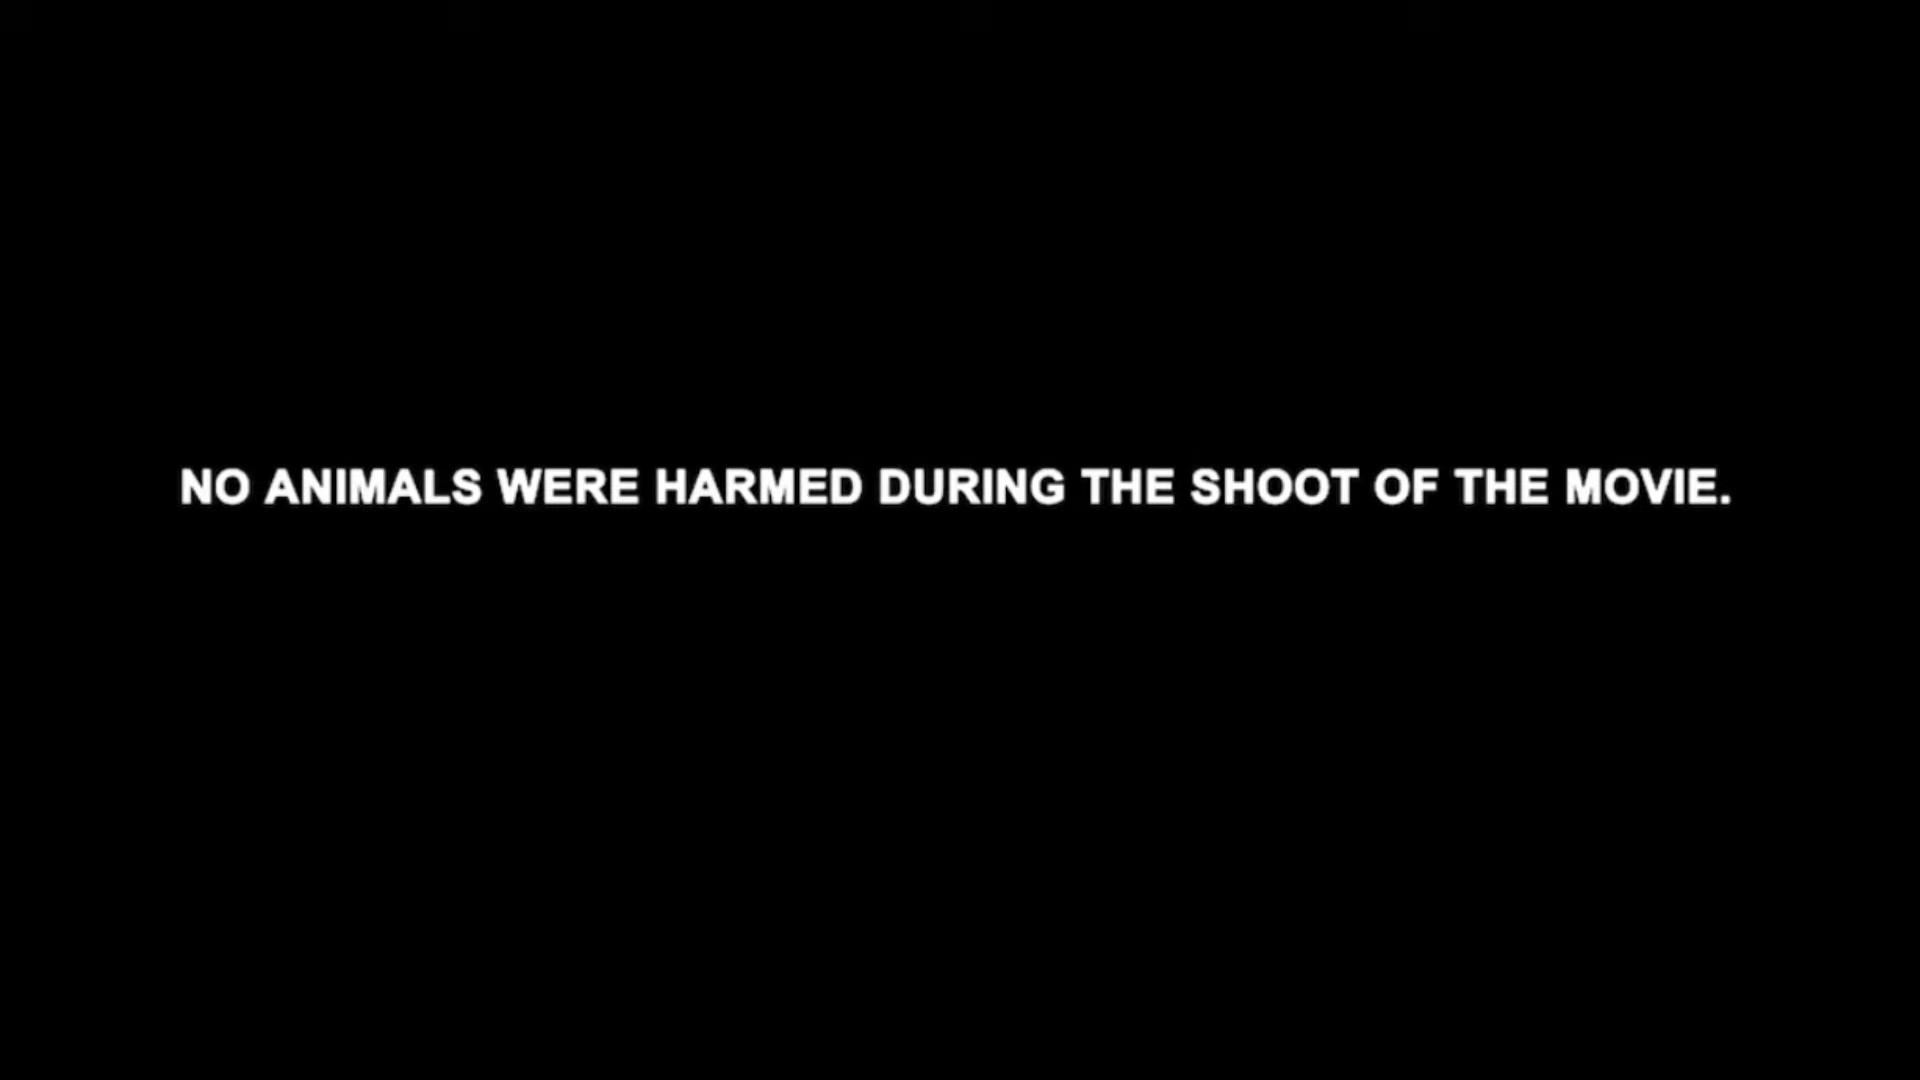 NO ANIMALS WERE HARMED DURING THE SHOOT OF THE MOVIE.